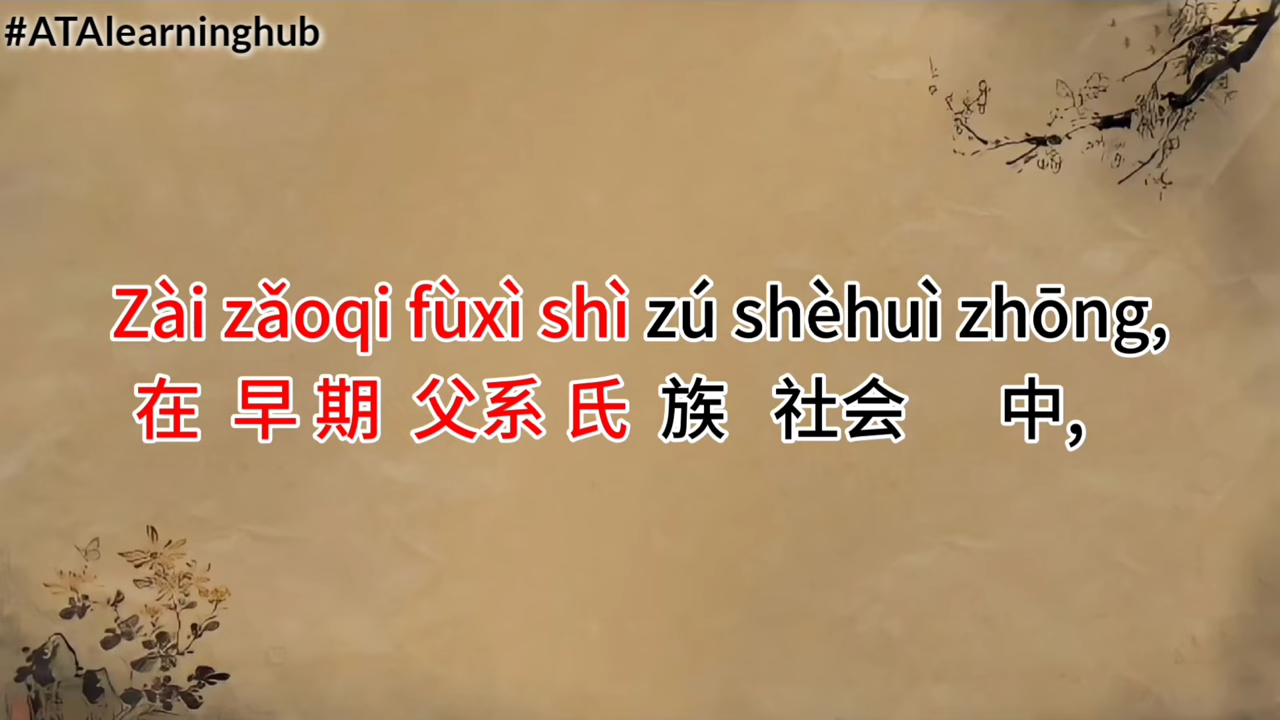 #ATAlearninghub
Zài zǎoqi fùxì shì zú shèhuì zhōng,
在 早 期 父系 氏 族 社会 中,